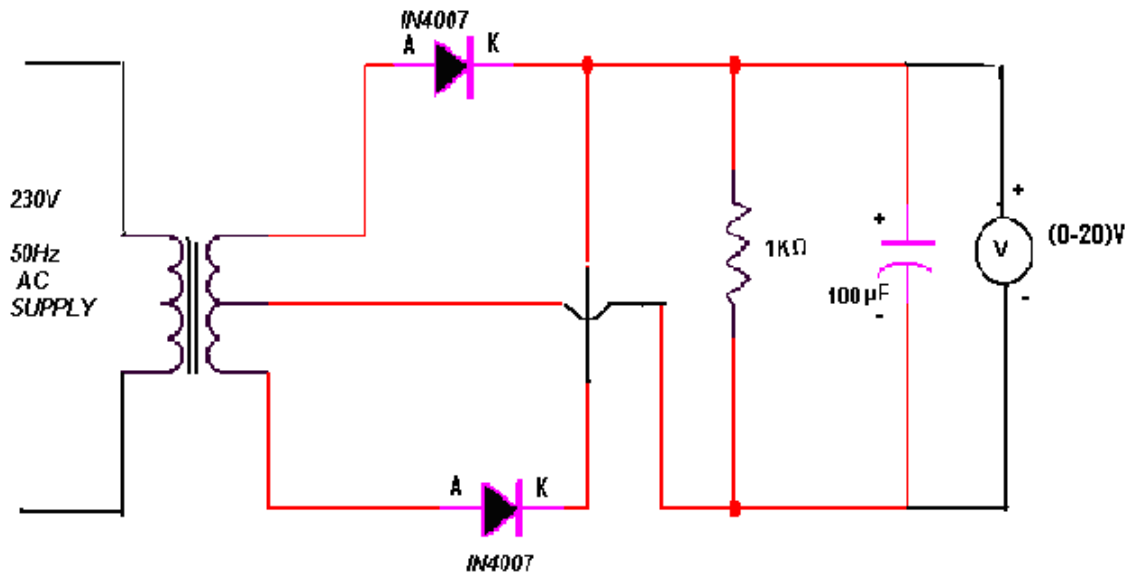 IN4007
A K
230V
50Hz
AC
SUPPLY
1KΩ
+
100µF
-
+
V
(0-20)V
-
A K
IN4007